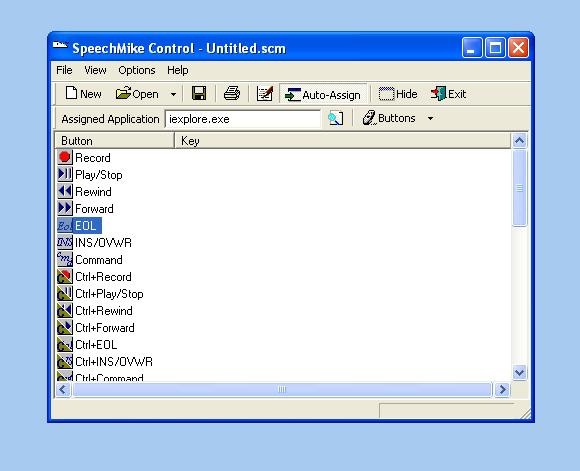 SpeechMike Control - Untitled.scm
File View Options Help
New Open Auto-Assign Hide Exit
Assigned Application iexplore.exe Buttons
Button Key
Record
Play/Stop
Rewind
Forward
EOL
INS/OVWR
Command
Ctrl+Record
Ctrl+Play/Stop
Ctrl+Rewind
Ctrl+Forward
Ctrl+EOL
Ctrl+INS/OVWR
Ctrl+Command